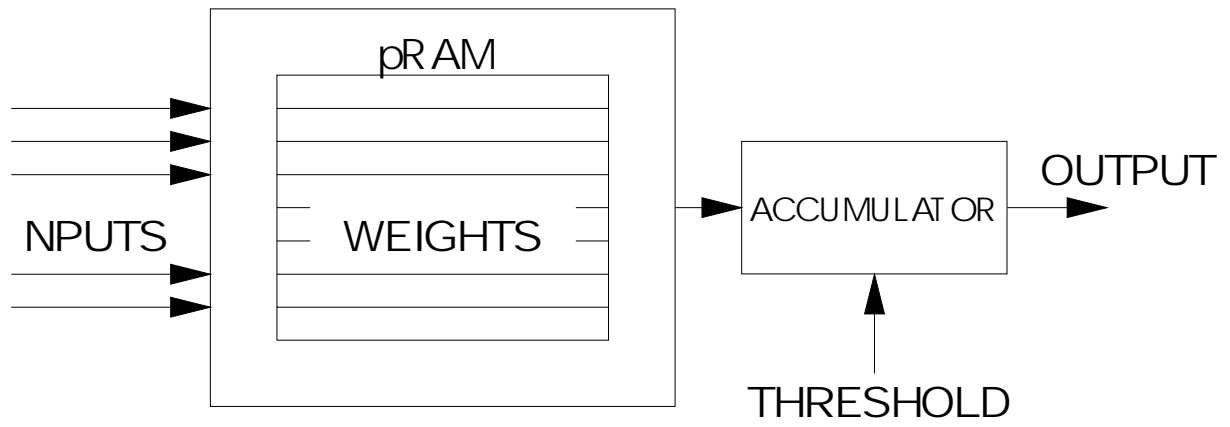 pRAM
OUTPUT
ACCUMULATOR
NPUTS
WEIGHTS
THRESHOLD